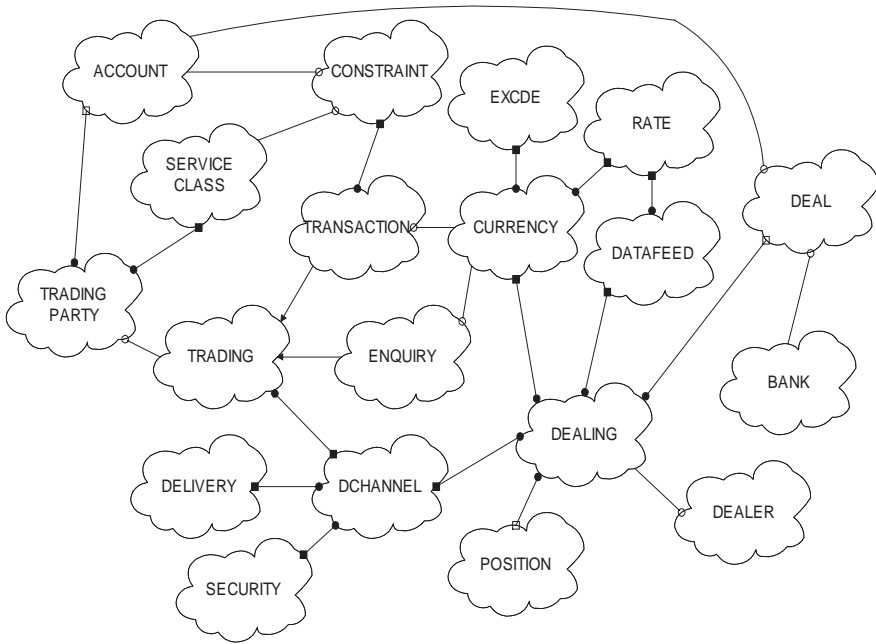 ACCOUNT
CONSTRAINT
EXCDE
RATE
SERVICE
CLASS
DEAL
TRANSACTION
CURRENCY
DATAFEED
TRADING
PARTY
TRADING
ENQUIRY
BANK
DEALING
DELIVERY
DCHANNEL
DEALER
POSITION
SECURITY